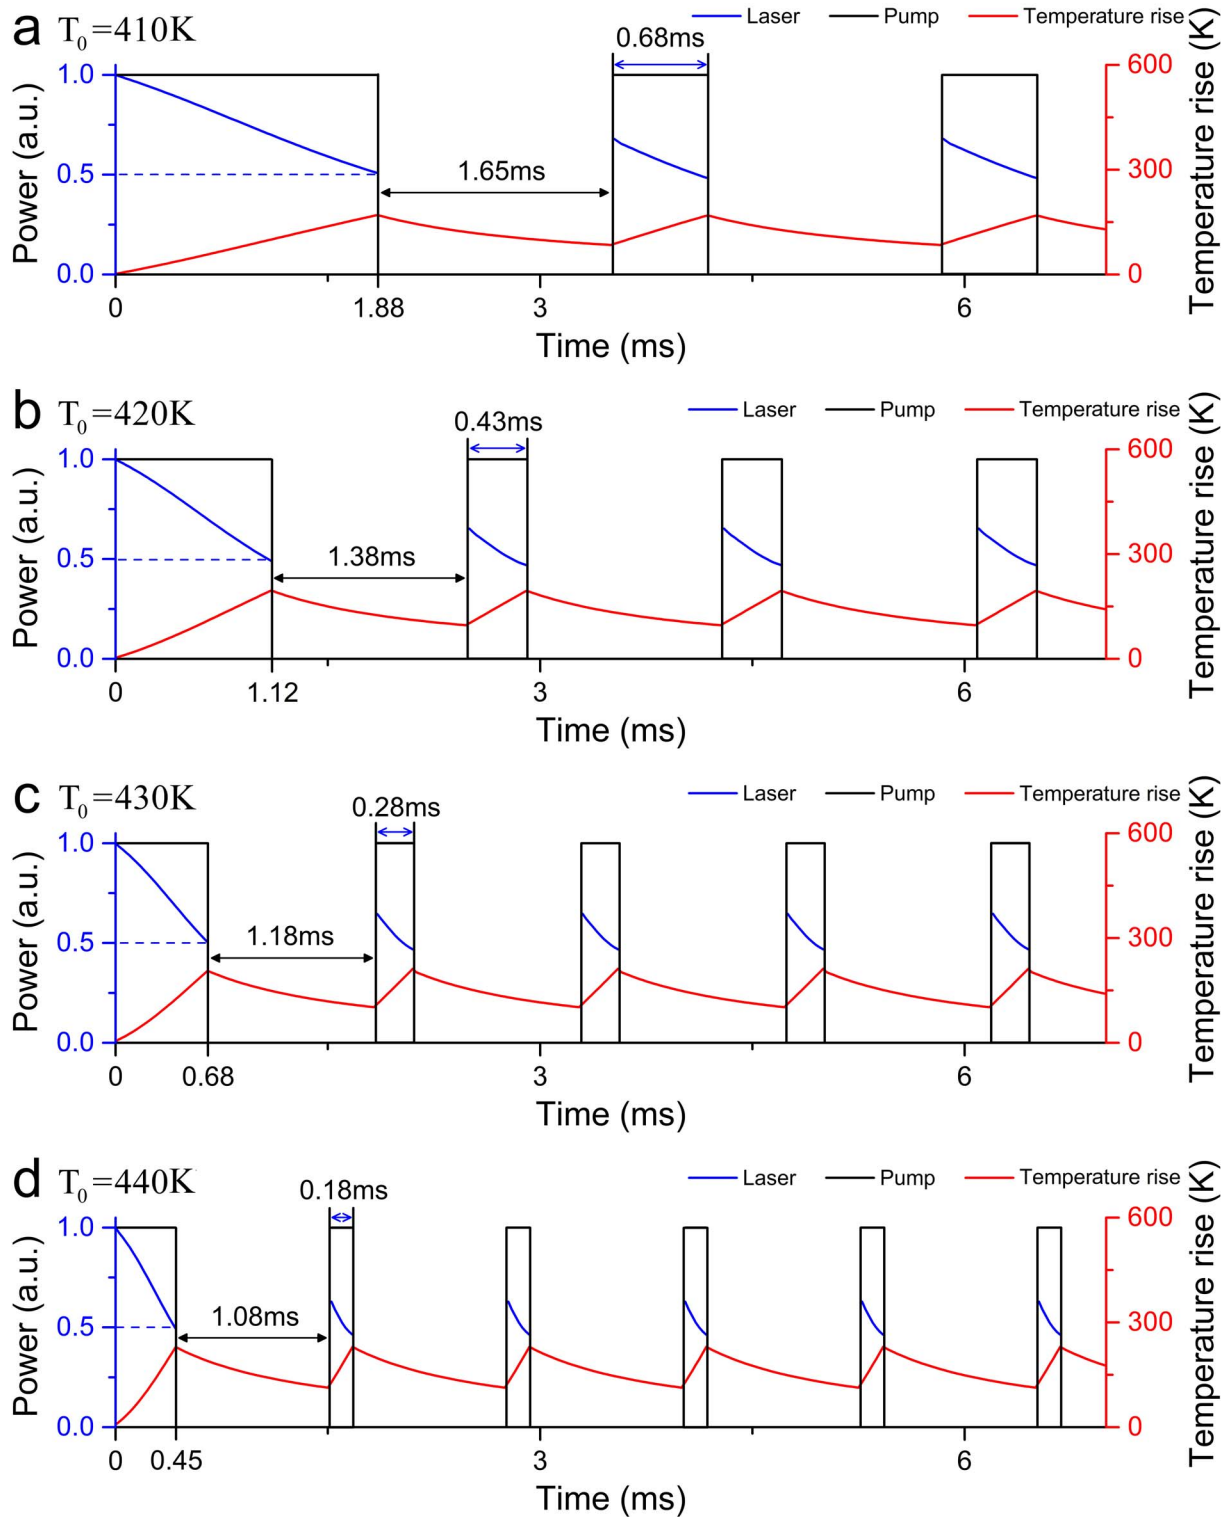 a T₀=410K
Laser Pump Temperature rise
0.68ms
1.65ms
Power (a.u.)
1.0
0.5
0.0
Temperature rise (K)
600
300
0
0 1.88 3 6
Time (ms)
b T₀=420K
Laser Pump Temperature rise
0.43ms
1.38ms
Power (a.u.)
1.0
0.5
0.0
Temperature rise (K)
600
300
0
0 1.12 3 6
Time (ms)
c T₀=430K
Laser Pump Temperature rise
0.28ms
1.18ms
Power (a.u.)
1.0
0.5
0.0
Temperature rise (K)
600
300
0
0 0.68 3 6
Time (ms)
d T₀=440K
Laser Pump Temperature rise
0.18ms
1.08ms
Power (a.u.)
1.0
0.5
0.0
Temperature rise (K)
600
300
0
0 0.45 3 6
Time (ms)